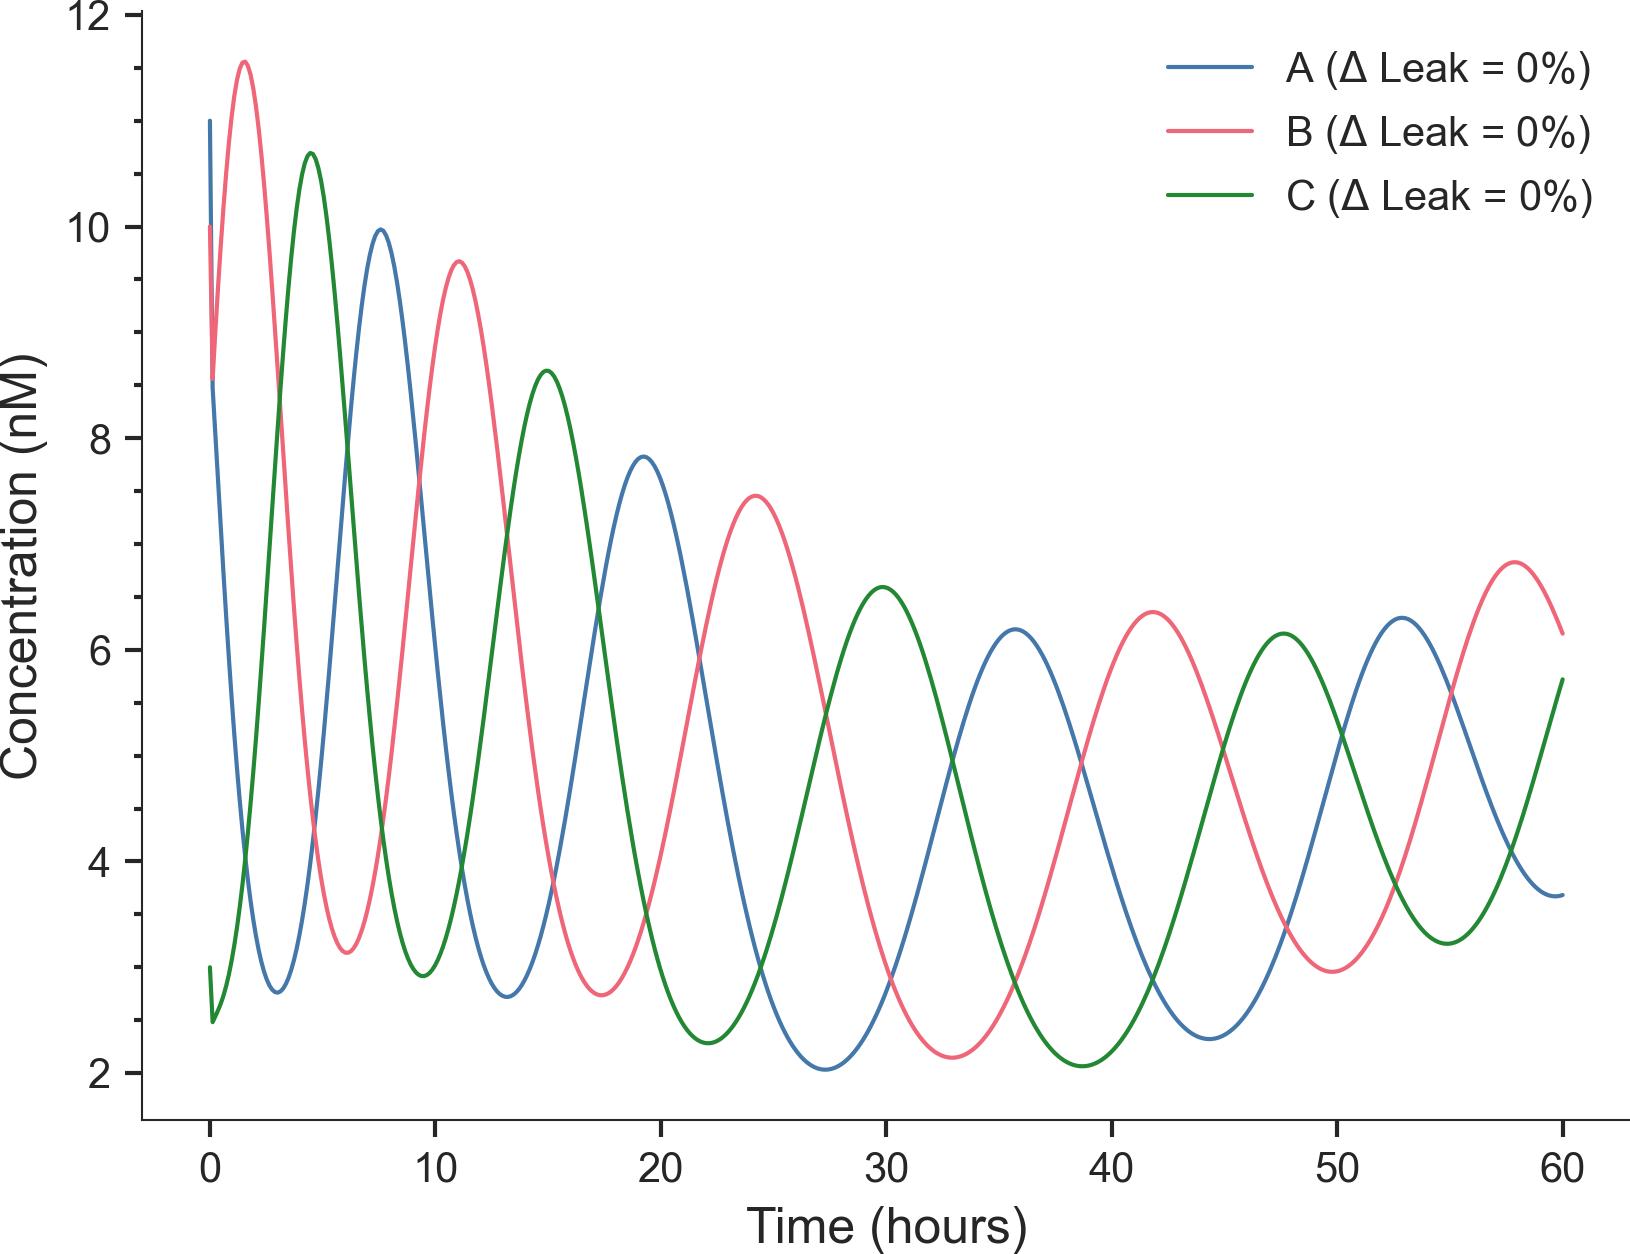 12
10
8
6
4
2
Concentration (nM)
A (Δ Leak = 0%)
B (Δ Leak = 0%)
C (Δ Leak = 0%)
0 10 20 30 40 50 60
Time (hours)